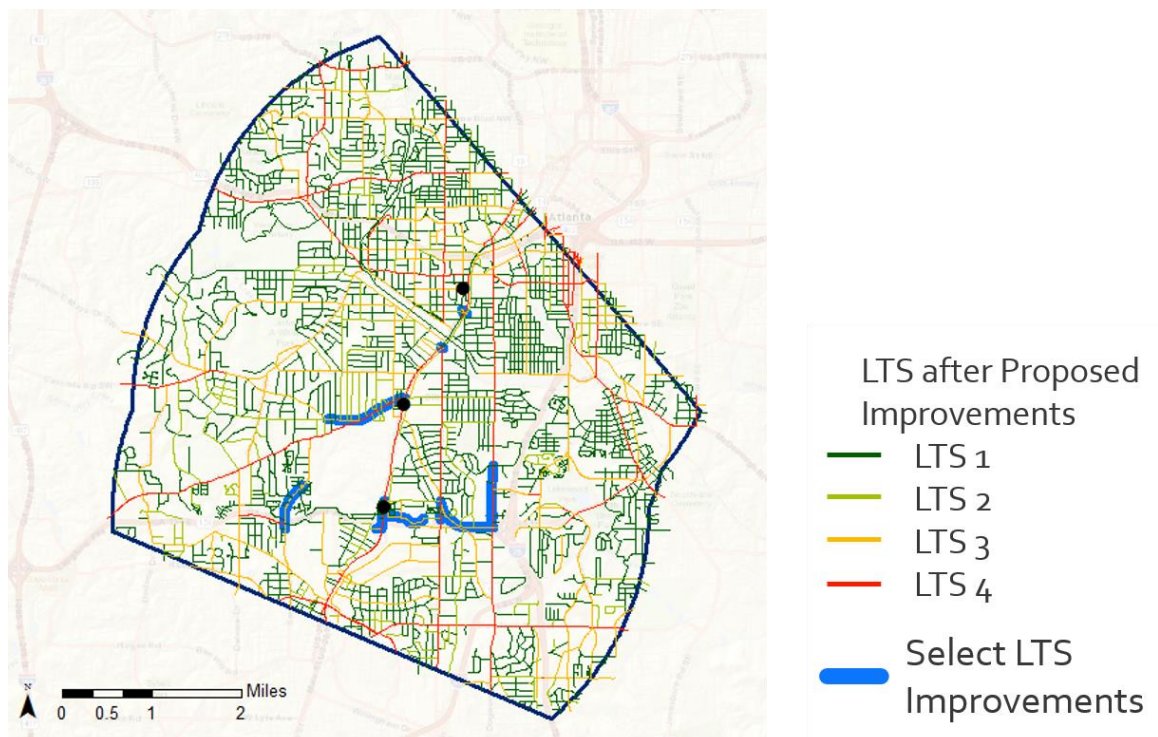 Atlanta
LTS after Proposed
Improvements
LTS 1
LTS 2
LTS 3
LTS 4
Select LTS
Improvements
N
Miles
0 0.5 1 2